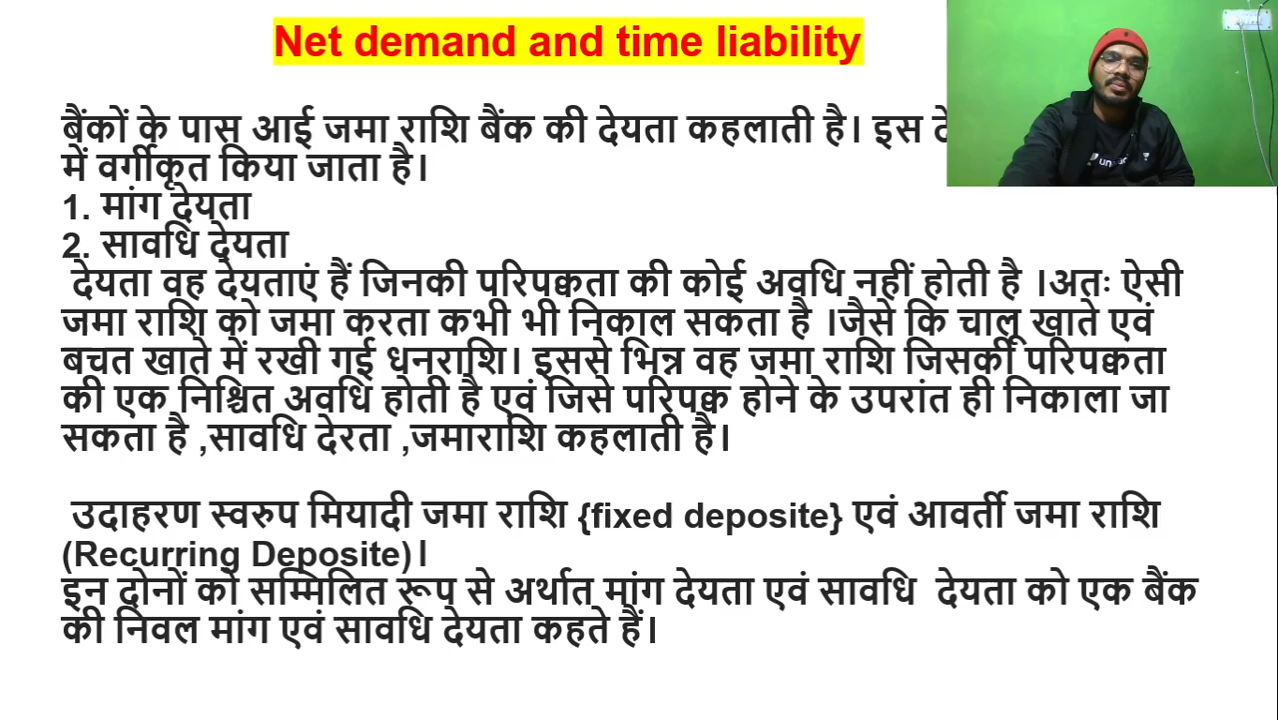 Net demand and time liability
बैंकों के पास आई जमा राशि बैंक की देयता कहलाती है। इस
में वर्गीकृत किया जाता है।
1. मांग देयता
2. सावधि देयता
देयता वह देयताएं हैं जिनकी परिपक्वता की कोई अवधि नहीं होती है ।अतः ऐसी
जमा राशि को जमा करता कभी भी निकाल सकता है ।जैसे कि चालू खाते एवं
बचत खाते में रखी गई धनराशि। इससे भिन्न वह जमा राशि जिसकी परिपक्वता
की एक निश्चित अवधि होती है एवं जिसे परिपक्व होने के उपरांत ही निकाला जा
सकता है ,सावधि देरता ,जमाराशि कहलाती है।
उदाहरण स्वरुप मियादी जमा राशि {fixed deposite} एवं आवर्ती जमा राशि
(Recurring Deposite)।
इन दोनों को सम्मिलित रूप से अर्थात मांग देयता एवं सावधि देयता को एक बैंक
की निवल मांग एवं सावधि देयता कहते हैं।